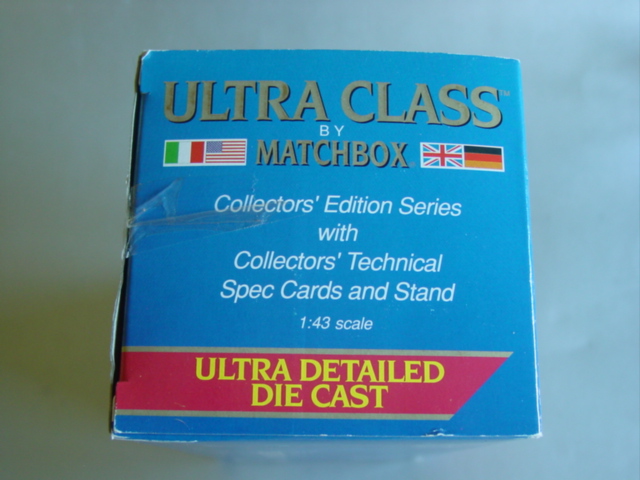 ULTRA CLASS™
BY
MATCHBOX®
Collectors' Edition Series
with
Collectors' Technical
Spec Cards and Stand
1:43 scale
ULTRA DETAILED
DIE CAST